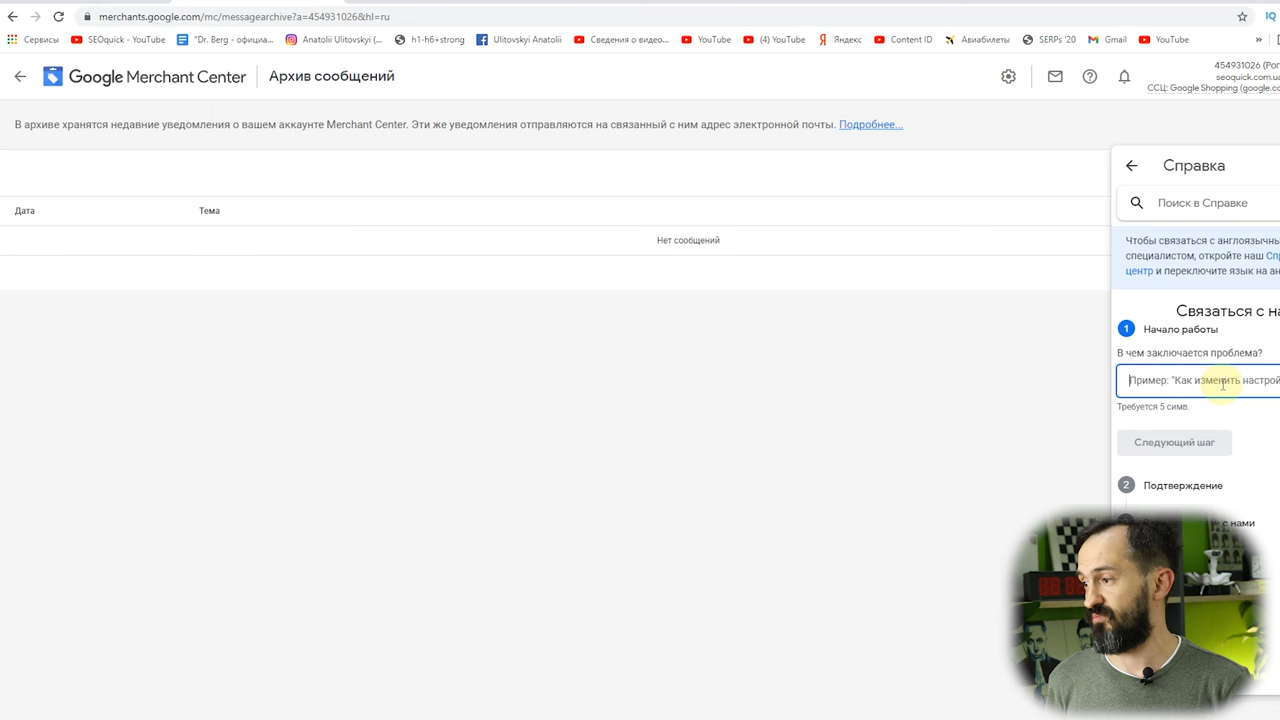 merchants.google.com/mc/messagearchive?a=454931026&hl=ru
Сервисы
SEOquick - YouTube
"Dr. Berg - официа...
Anatolii Ulitovskyi (...
h1-h6+strong
Ulitovskyi Anatolii
Сведения о видео...
YouTube
(4) YouTube
Яндекс
Content ID
Авиабилеты
SERPs '20
Gmail
YouTube
»
Google Merchant Center
Архив сообщений
454931026 (Por
seoquick.com.ua
ССЦ: Google Shopping (google.co
В архиве хранятся недавние уведомления о вашем аккаунте Merchant Center. Эти же уведомления отправляются на связанный с ним адрес электронной почты. Подробнее...
Дата
Тема
Нет сообщений
Справка
Поиск в Справке
Чтобы связаться с англоязычны
специалистом, откройте наш Спр
центр и переключите язык на ан
Связаться с на
1 Начало работы
В чем заключается проблема?
Пример: "Как изменить настрой
Требуется 5 симв.
Следующий шаг
2 Подтверждение
с нами